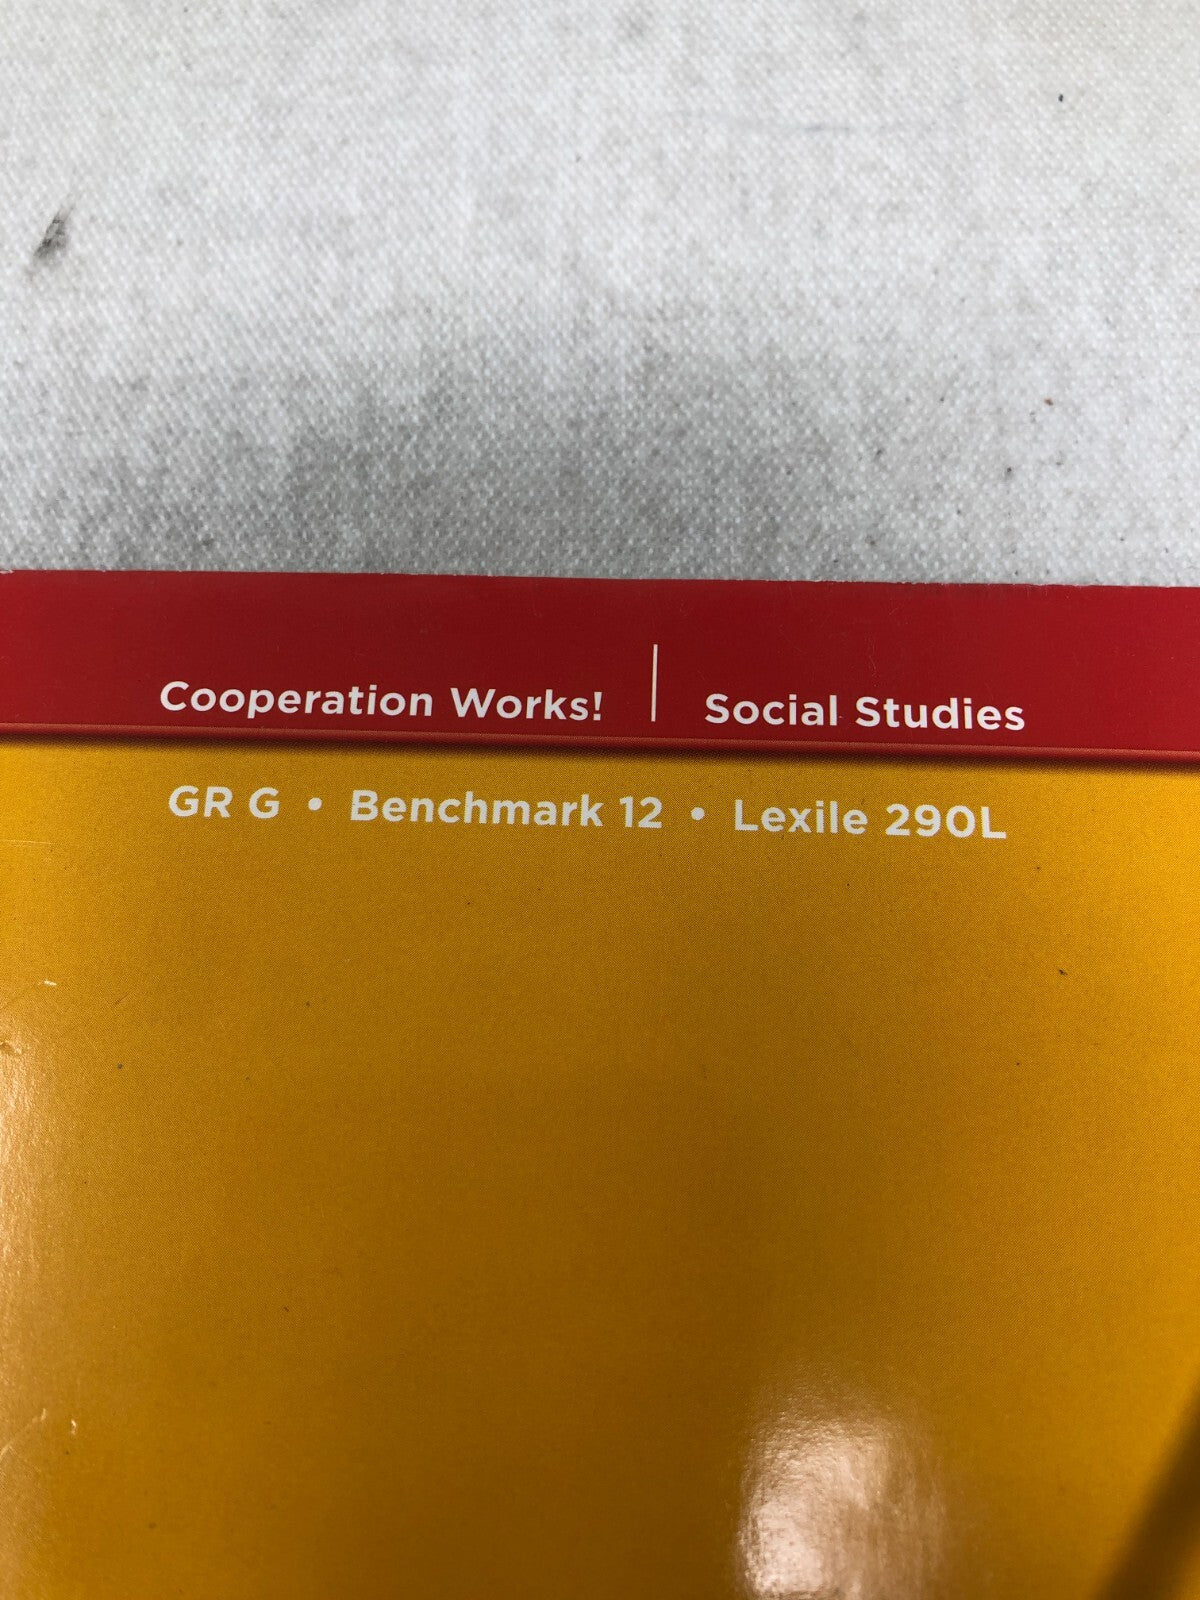 Cooperation Works! | Social Studies
GR G • Benchmark 12 • Lexile 290L